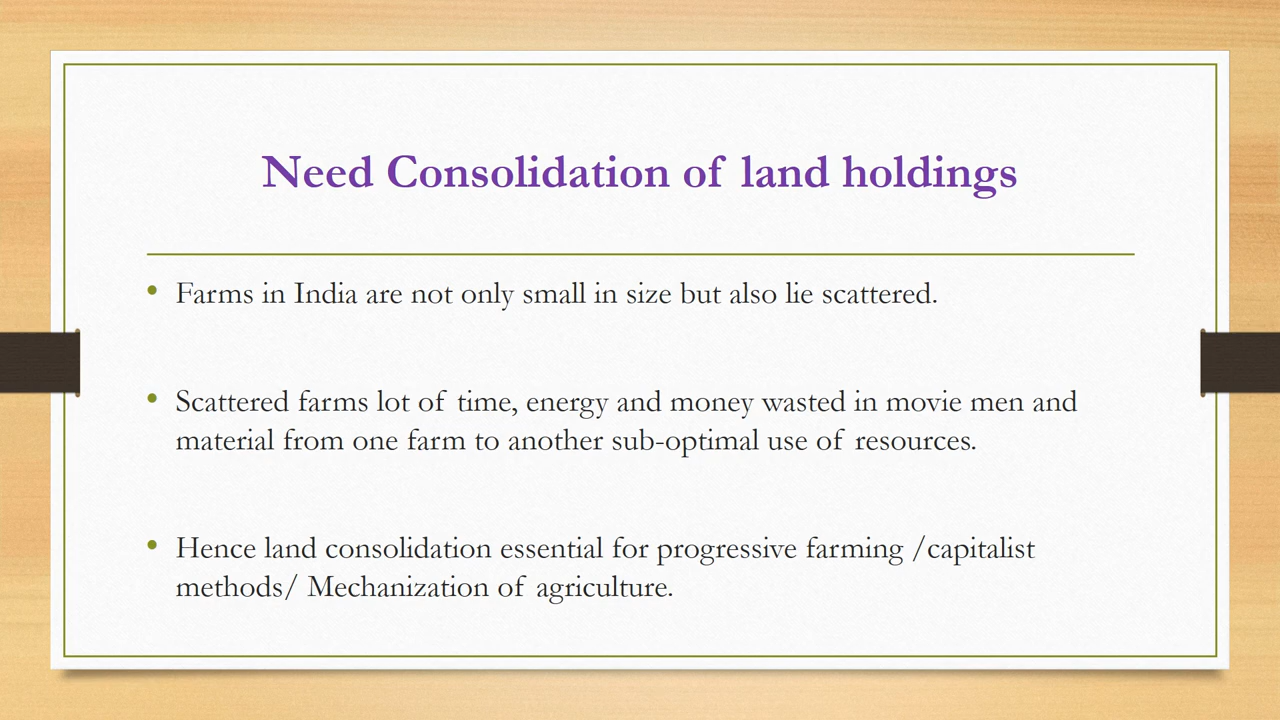 Need Consolidation of land holdings
• Farms in India are not only small in size but also lie scattered.
• Scattered farms lot of time, energy and money wasted in movie men and
material from one farm to another sub-optimal use of resources.
• Hence land consolidation essential for progressive farming /capitalist
methods/ Mechanization of agriculture.